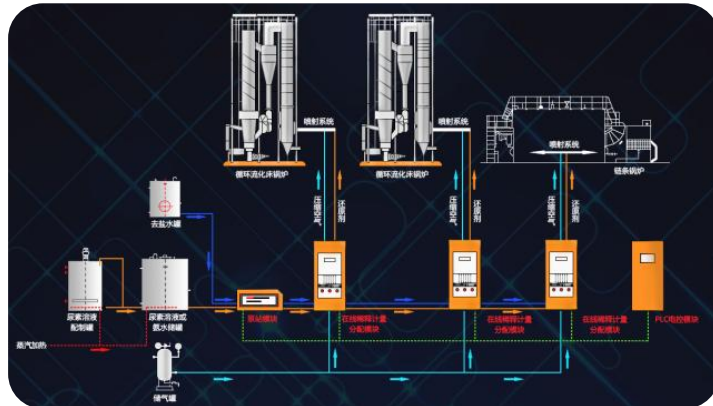 喷射系统
喷射系统
喷射系统
循环流化床锅炉
循环流化床锅炉
链条锅炉
压缩空气
还原剂
压缩空气
还原剂
压缩空气
还原剂
去盐水罐
尿素溶液
配制罐
尿素溶液或
氨水储罐
泵站模块
在线稀释计量
分配模块
在线稀释计量
分配模块
在线稀释计量
分配模块
PLC电控模块
蒸汽加热
储气罐